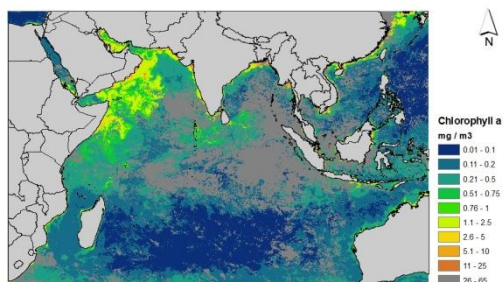 N
Chlorophyll a
mg / m3
0.01 - 0.1
0.11 - 0.2
0.21 - 0.5
0.51 - 0.75
0.76 - 1
1.1 - 2.5
2.6 - 5
5.1 - 10
11 - 25
26 - 65